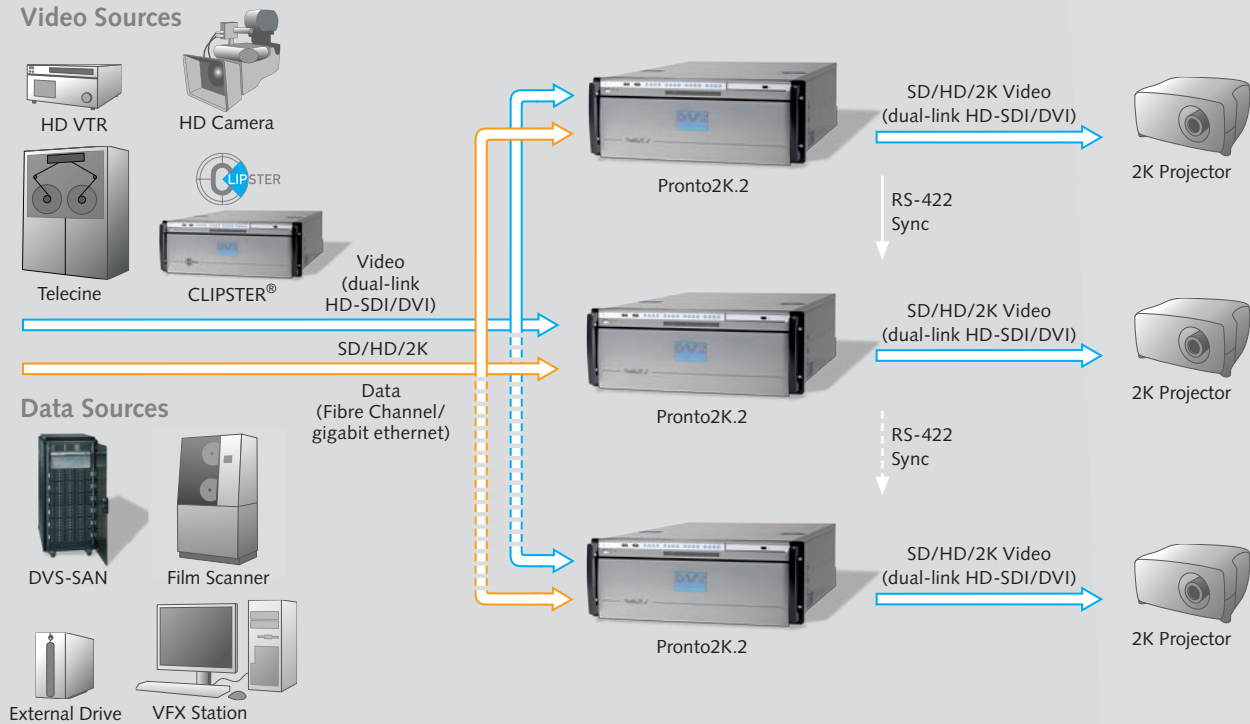 Video Sources
HD VTR
HD Camera
Telecine
CLIPSTER
CLIPSTER®
Video
(dual-link
HD-SDI/DVI)
SD/HD/2K
Data
(Fibre Channel/
gigabit ethernet)
Data Sources
DVS-SAN
Film Scanner
External Drive
VFX Station
DVS
Pronto2K.2
SD/HD/2K Video
(dual-link HD-SDI/DVI)
2K Projector
RS-422
Sync
DVS
Pronto2K.2
SD/HD/2K Video
(dual-link HD-SDI/DVI)
2K Projector
RS-422
Sync
DVS
Pronto2K.2
SD/HD/2K Video
(dual-link HD-SDI/DVI)
2K Projector